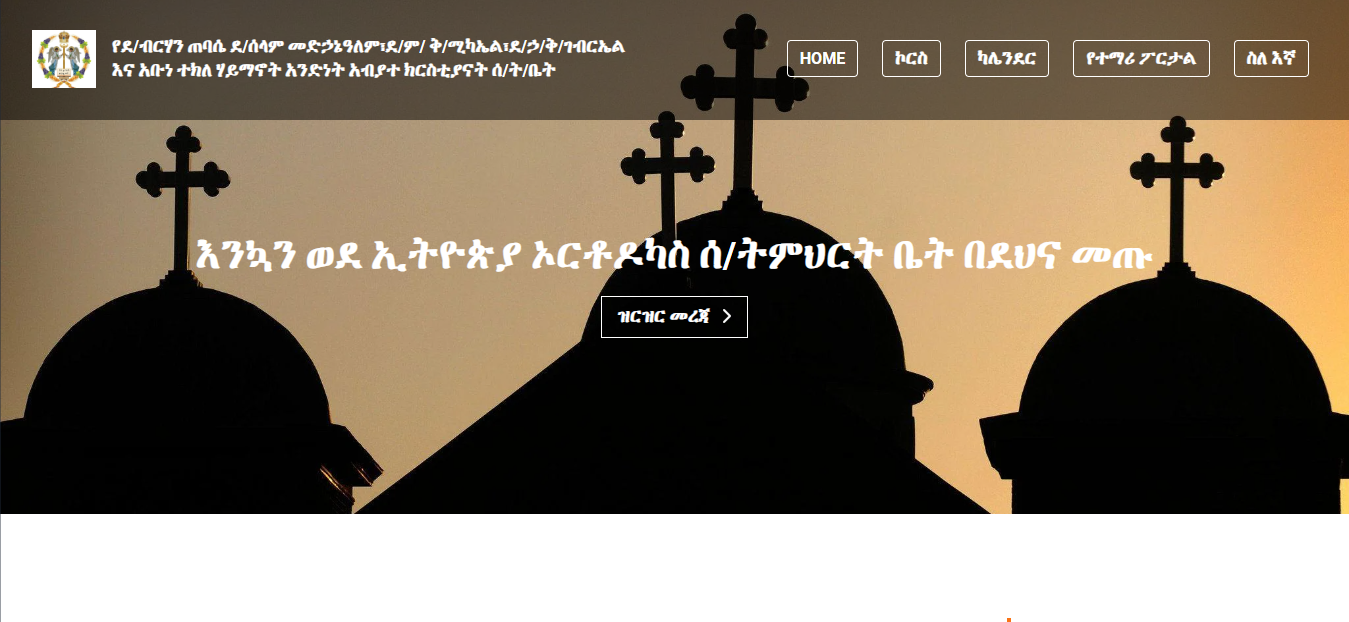 የደ/ብርሃን ጠባሴ ደ/ሰላም መድኃኔዓለም፣ደ/ም/ ቅ/ሚካኤል፣ደ/ኃ/ቅ/ገብርኤል
እና አቡነ ተክለ ሃይማኖት አንድነት አብያተ ክርስቲያናት ሰ/ት/ቤት
HOME
ኮርስ
ካሌንደር
የተማሪ ፖርታል
ስለ እኛ
እንኳን ወደ ኢትዮጵያ ኦርቶዶካስ ሰ/ትምህርት ቤት በደህና መጡ
ዝርዝር መረጃ